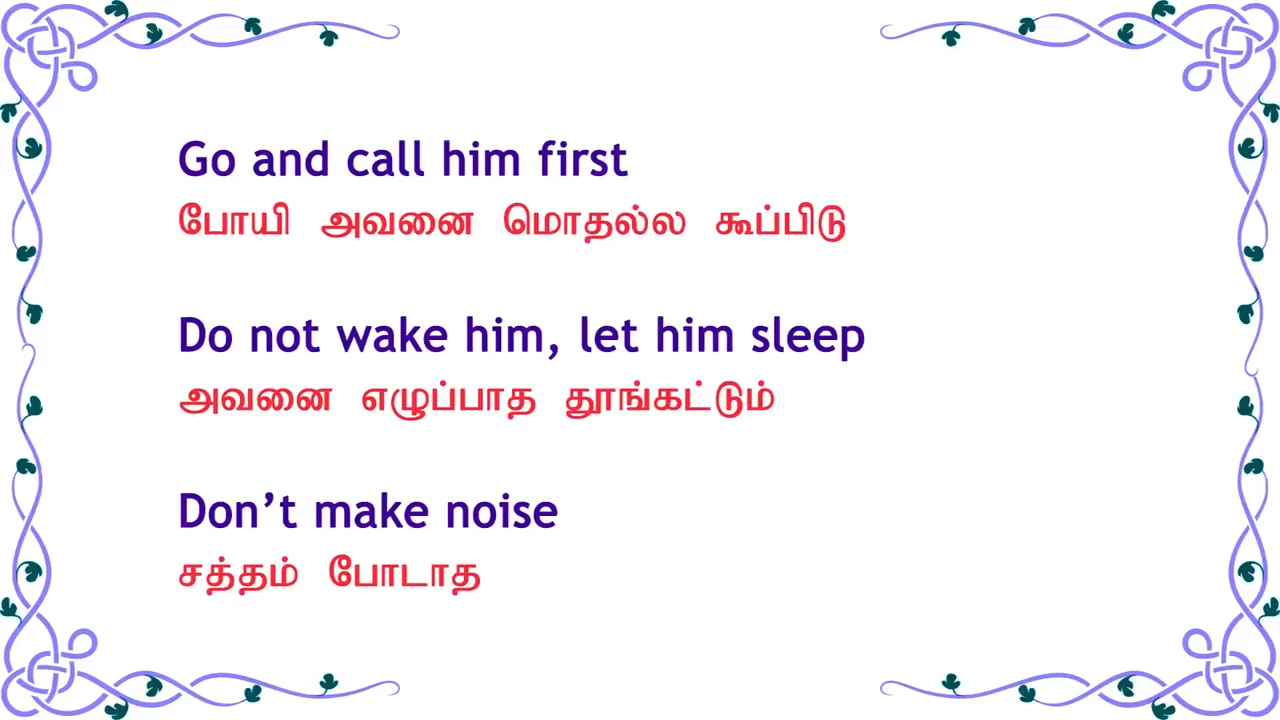 Go and call him first
போயி அவனை மொதல்ல கூப்பிடு
Do not wake him, let him sleep
அவனை எழுப்பாத தூங்கட்டும்
Don’t make noise
சத்தம் போடாத